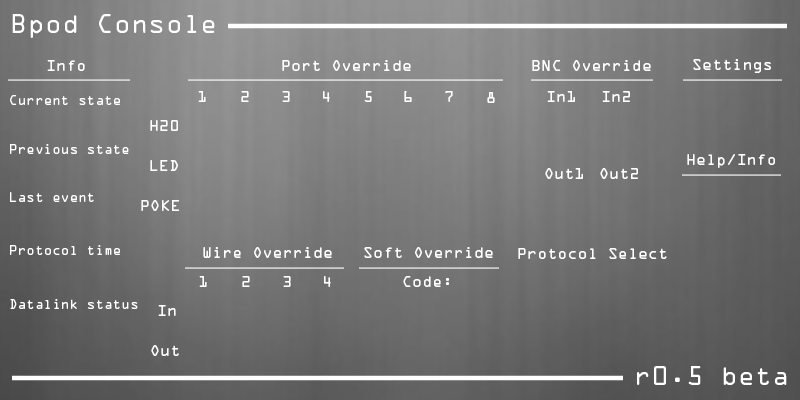 Bpod Console
Info Port Override BNC Override Settings
Current state 1 2 3 4 5 6 7 8 In1 In2
H2O
Previous state Help/Info
LED
Out1 Out2
Last event
POKE
Protocol time Wire Override Soft Override Protocol Select
1 2 3 4 Code:
Datalink status
In
Out
r0.5 beta